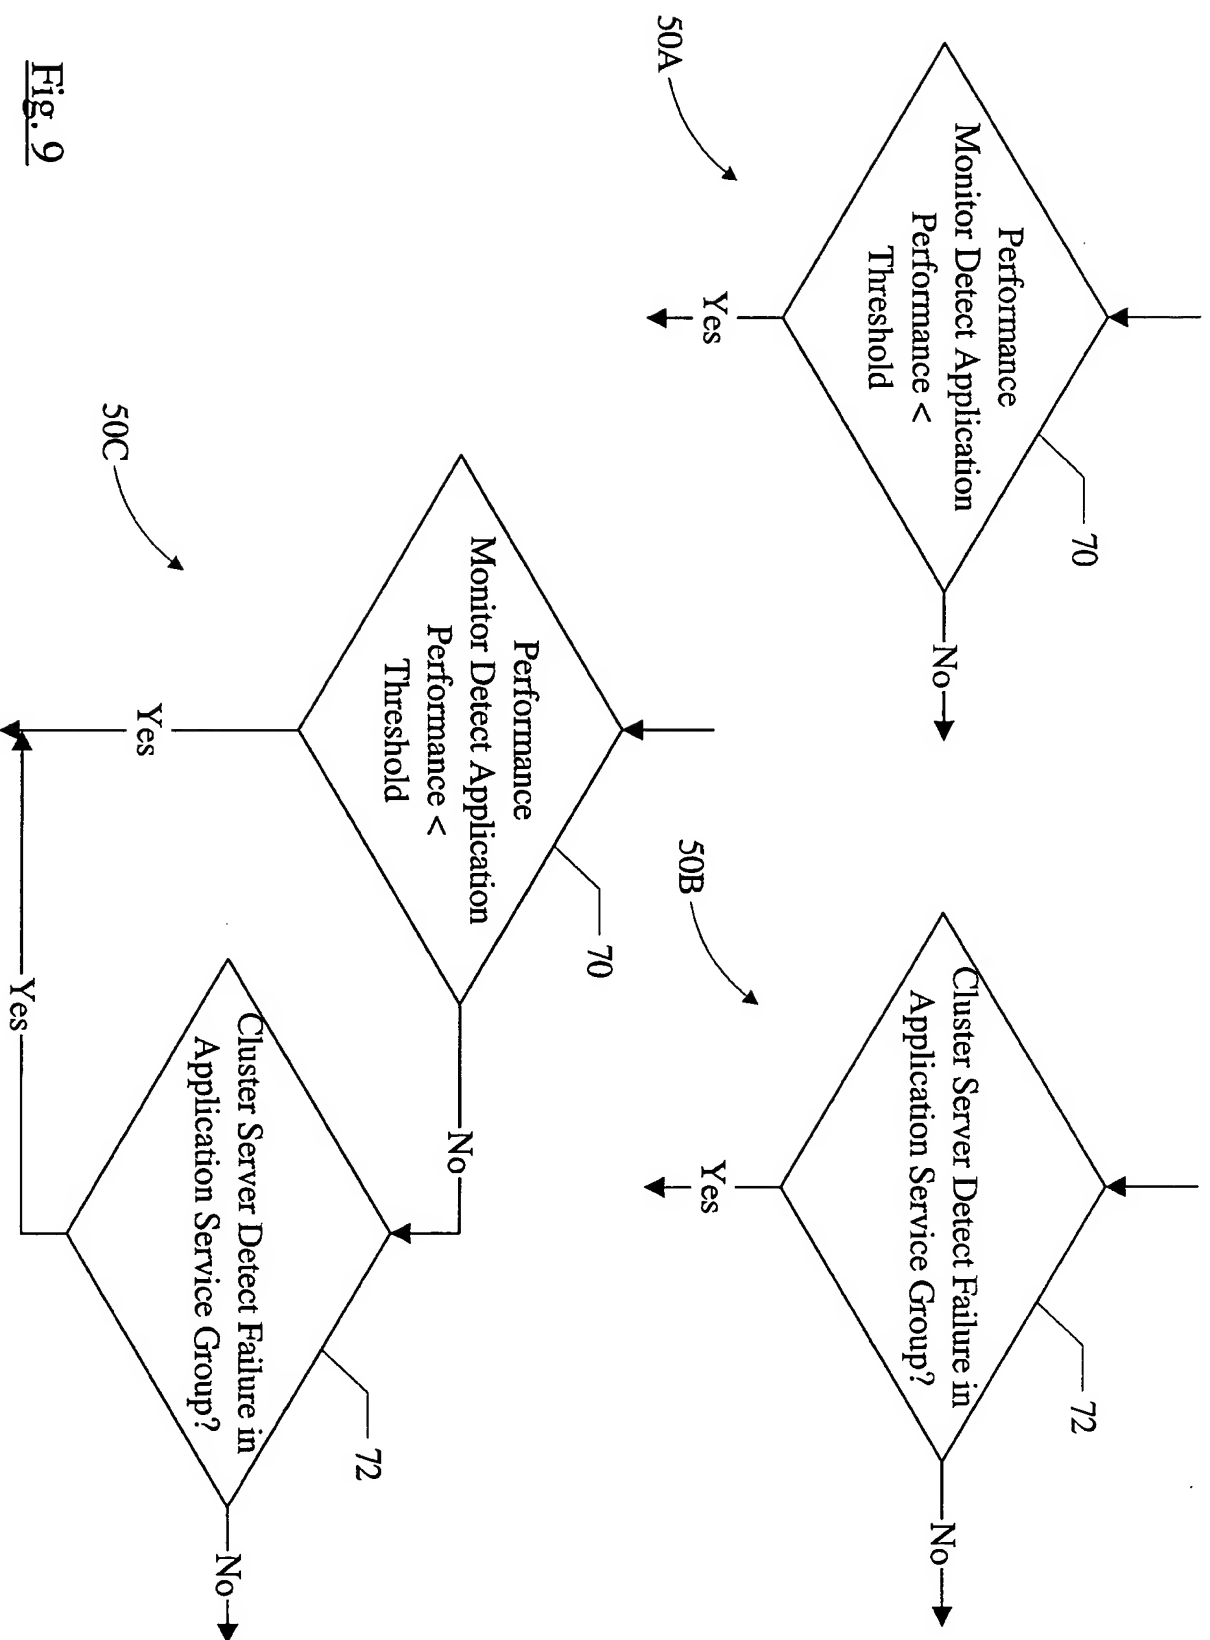 50A
Performance
Monitor Detect Application
Performance <
Threshold
70
No
Yes
50B
Cluster Server Detect Failure in
Application Service Group?
72
No
Yes
50C
Performance
Monitor Detect Application
Performance <
Threshold
70
No
Yes
Cluster Server Detect Failure in
Application Service Group?
72
No
Yes
Fig. 9